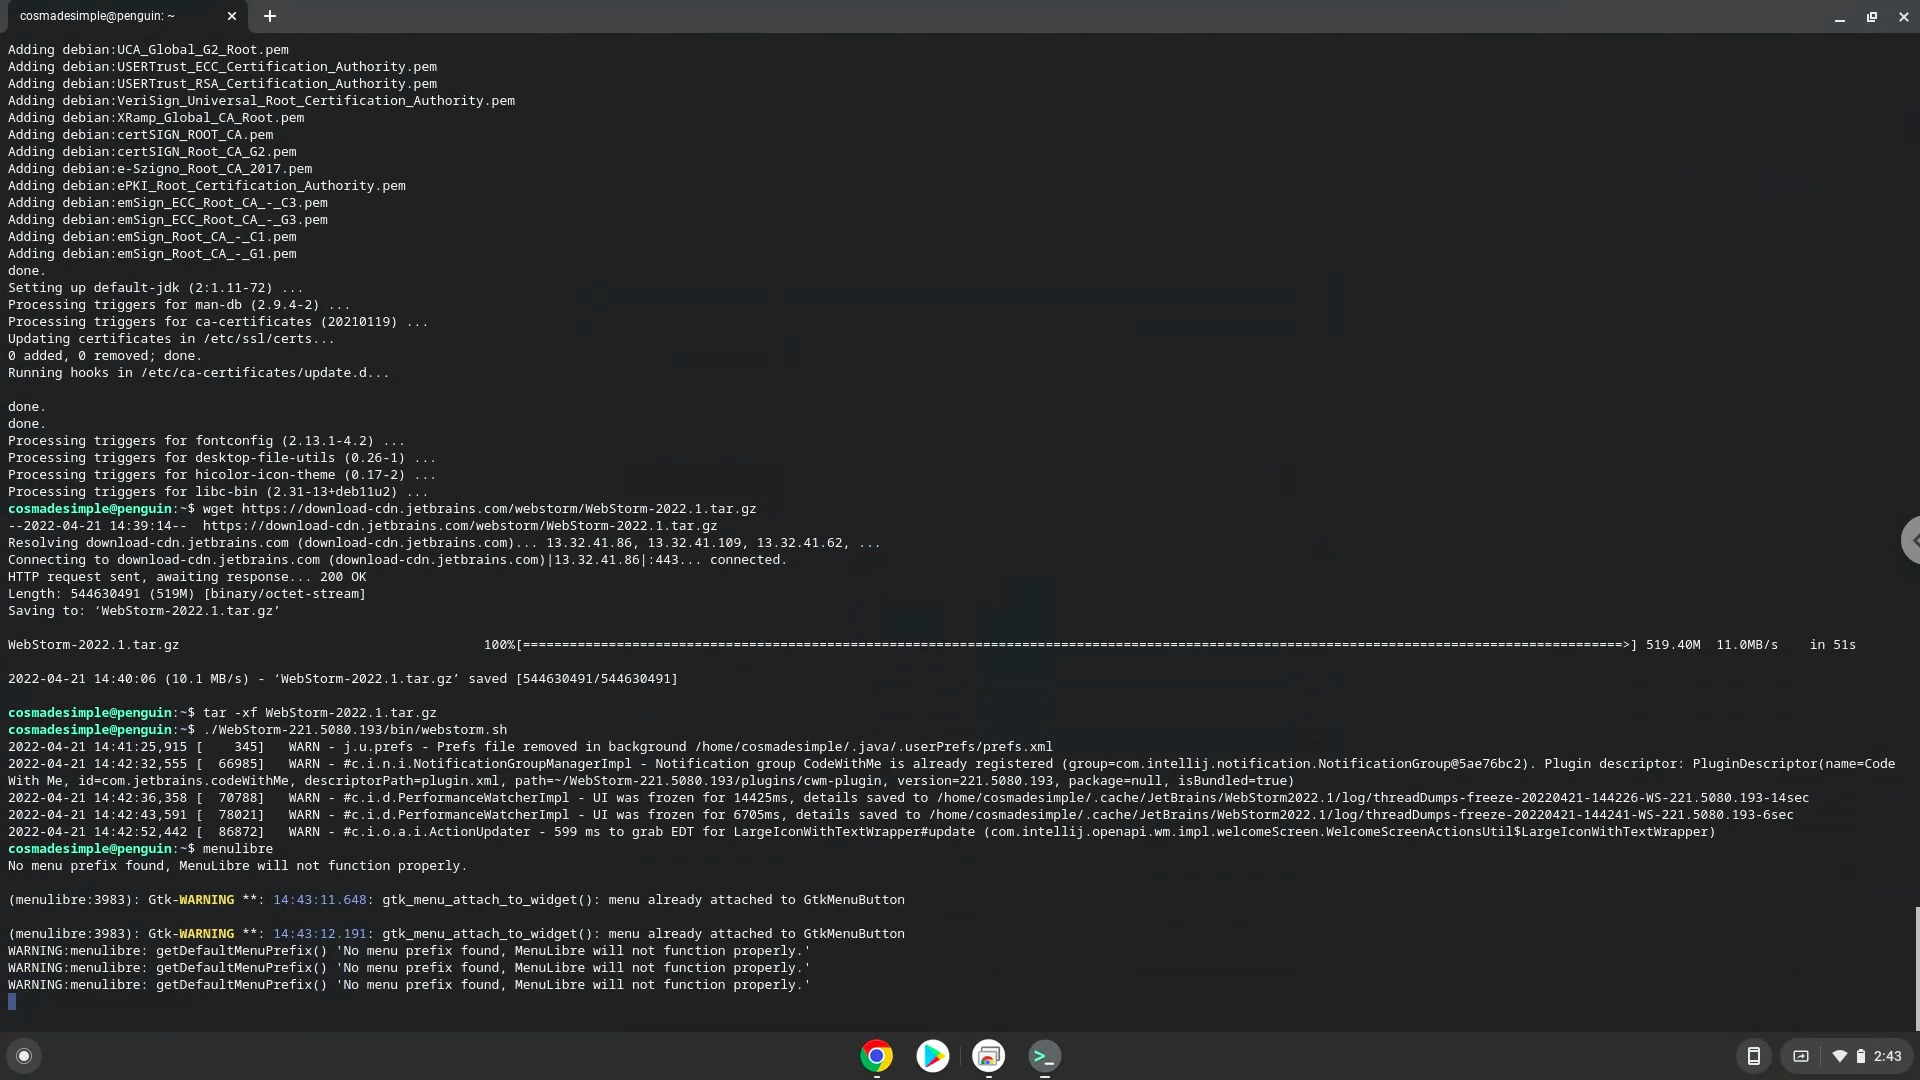 cosmadesimple@penguin: ~
Adding debian:UCA_Global_G2_Root.pem
Adding debian:USERTrust_ECC_Certification_Authority.pem
Adding debian:USERTrust_RSA_Certification_Authority.pem
Adding debian:VeriSign_Universal_Root_Certification_Authority.pem
Adding debian:XRamp_Global_CA_Root.pem
Adding debian:certSIGN_ROOT_CA.pem
Adding debian:certSIGN_Root_CA_G2.pem
Adding debian:e-Szigno_Root_CA_2017.pem
Adding debian:ePKI_Root_Certification_Authority.pem
Adding debian:emSign_ECC_Root_CA_-_C3.pem
Adding debian:emSign_ECC_Root_CA_-_G3.pem
Adding debian:emSign_Root_CA_-_C1.pem
Adding debian:emSign_Root_CA_-_G1.pem
done.
Setting up default-jdk (2:1.11-72) ...
Processing triggers for man-db (2.9.4-2) ...
Processing triggers for ca-certificates (20210119) ...
Updating certificates in /etc/ssl/certs...
0 added, 0 removed; done.
Running hooks in /etc/ca-certificates/update.d...
done.
done.
Processing triggers for fontconfig (2.13.1-4.2) ...
Processing triggers for desktop-file-utils (0.26-1) ...
Processing triggers for hicolor-icon-theme (0.17-2) ...
Processing triggers for libc-bin (2.31-13+deb11u2) ...
cosmadesimple@penguin:~$ wget https://download-cdn.jetbrains.com/webstorm/WebStorm-2022.1.tar.gz
--2022-04-21 14:39:14--  https://download-cdn.jetbrains.com/webstorm/WebStorm-2022.1.tar.gz
Resolving download-cdn.jetbrains.com (download-cdn.jetbrains.com)... 13.32.41.86, 13.32.41.109, 13.32.41.62, ...
Connecting to download-cdn.jetbrains.com (download-cdn.jetbrains.com)|13.32.41.86|:443... connected.
HTTP request sent, awaiting response... 200 OK
Length: 544630491 (519M) [binary/octet-stream]
Saving to: ‘WebStorm-2022.1.tar.gz’
WebStorm-2022.1.tar.gz 100%[=============================================================================================================================================>] 519.40M 11.0MB/s in 51s
2022-04-21 14:40:06 (10.1 MB/s) - ‘WebStorm-2022.1.tar.gz’ saved [544630491/544630491]
cosmadesimple@penguin:~$ tar -xf WebStorm-2022.1.tar.gz
cosmadesimple@penguin:~$ ./WebStorm-221.5080.193/bin/webstorm.sh
2022-04-21 14:41:25,915 [    345]   WARN - j.u.prefs - Prefs file removed in background /home/cosmadesimple/.java/.userPrefs/prefs.xml
2022-04-21 14:42:32,555 [  66985]   WARN - #c.i.n.i.NotificationGroupManagerImpl - Notification group CodeWithMe is already registered (group=com.intellij.notification.NotificationGroup@5ae76bc2). Plugin descriptor: PluginDescriptor(name=Code
With Me, id=com.jetbrains.codeWithMe, descriptorPath=plugin.xml, path=~/WebStorm-221.5080.193/plugins/cwm-plugin, version=221.5080.193, package=null, isBundled=true)
2022-04-21 14:42:36,358 [  70788]   WARN - #c.i.d.PerformanceWatcherImpl - UI was frozen for 14425ms, details saved to /home/cosmadesimple/.cache/JetBrains/WebStorm2022.1/log/threadDumps-freeze-20220421-144226-WS-221.5080.193-14sec
2022-04-21 14:42:43,591 [  78021]   WARN - #c.i.d.PerformanceWatcherImpl - UI was frozen for 6705ms, details saved to /home/cosmadesimple/.cache/JetBrains/WebStorm2022.1/log/threadDumps-freeze-20220421-144241-WS-221.5080.193-6sec
2022-04-21 14:42:52,442 [  86872]   WARN - #c.i.o.a.i.ActionUpdater - 599 ms to grab EDT for LargeIconWithTextWrapper#update (com.intellij.openapi.wm.impl.welcomeScreen.WelcomeScreenActionsUtil$LargeIconWithTextWrapper)
cosmadesimple@penguin:~$ menulibre
No menu prefix found, MenuLibre will not function properly.
(menulibre:3983): Gtk-WARNING **: 14:43:11.648: gtk_menu_attach_to_widget(): menu already attached to GtkMenuButton
(menulibre:3983): Gtk-WARNING **: 14:43:12.191: gtk_menu_attach_to_widget(): menu already attached to GtkMenuButton
WARNING:menulibre: getDefaultMenuPrefix() 'No menu prefix found, MenuLibre will not function properly.'
WARNING:menulibre: getDefaultMenuPrefix() 'No menu prefix found, MenuLibre will not function properly.'
WARNING:menulibre: getDefaultMenuPrefix() 'No menu prefix found, MenuLibre will not function properly.'
2:43